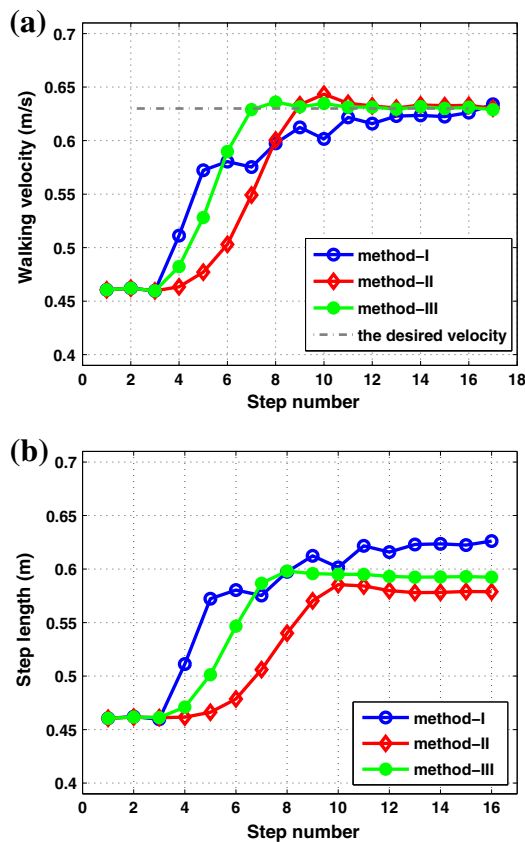 (a)
0.7
0.65
0.6
0.55
0.5
0.45
0.4
Walking velocity (m/s)
method-I
method-II
method-III
the desired velocity
0 2 4 6 8 10 12 14 16 18
Step number
(b)
0.7
0.65
0.6
0.55
0.5
0.45
0.4
Step length (m)
method-I
method-II
method-III
0 2 4 6 8 10 12 14 16
Step number